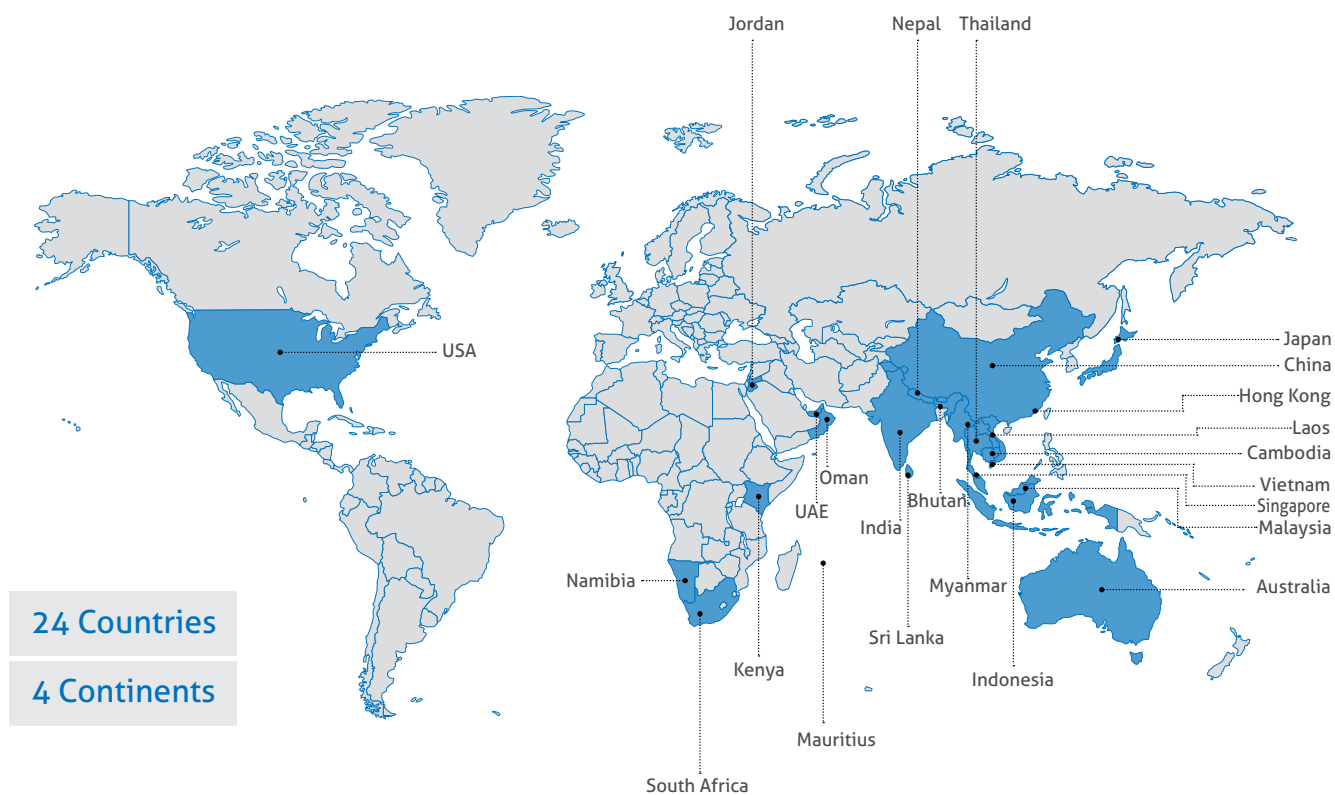 Jordan
Nepal
Thailand
USA
Japan
China
Hong Kong
Laos
Cambodia
Vietnam
Singapore
Malaysia
Oman
UAE
India
Bhutan
Myanmar
Australia
Namibia
Sri Lanka
Kenya
Indonesia
Mauritius
South Africa
24 Countries
4 Continents